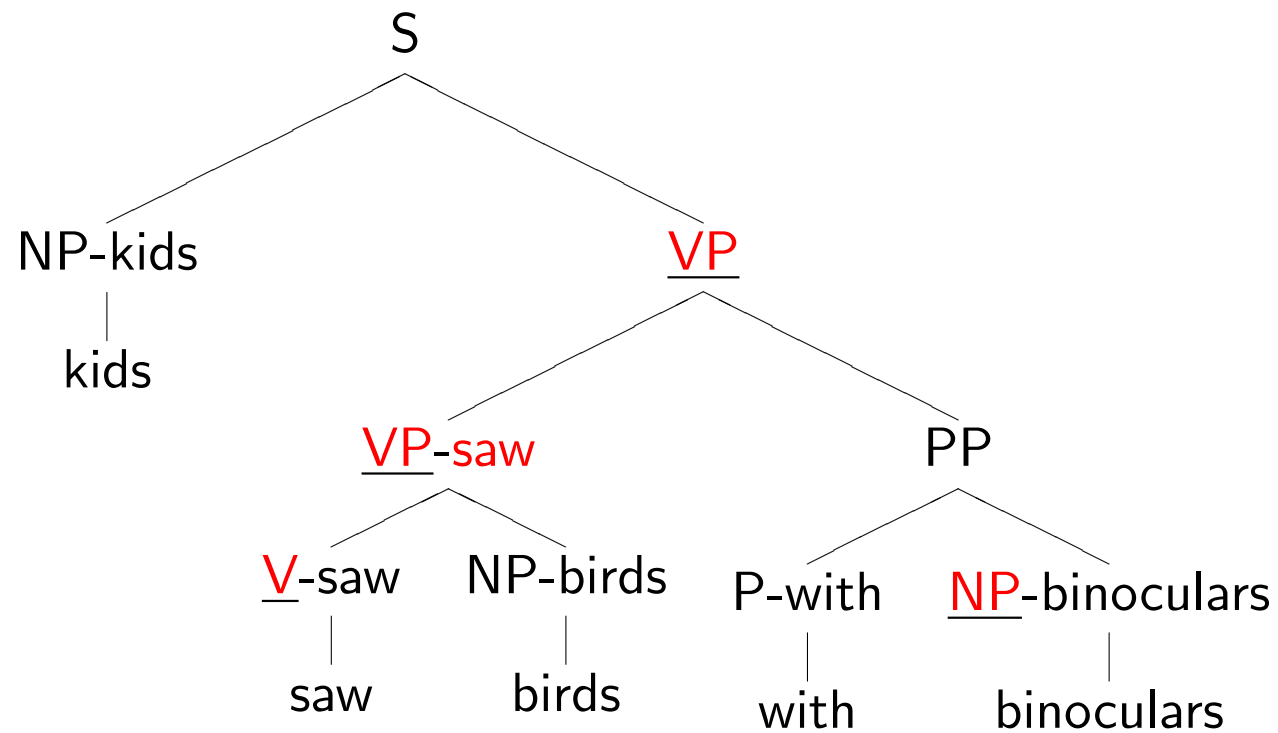 S
NP-kids VP
kids
VP-saw PP
V-saw NP-birds P-with NP-binoculars
saw birds with binoculars